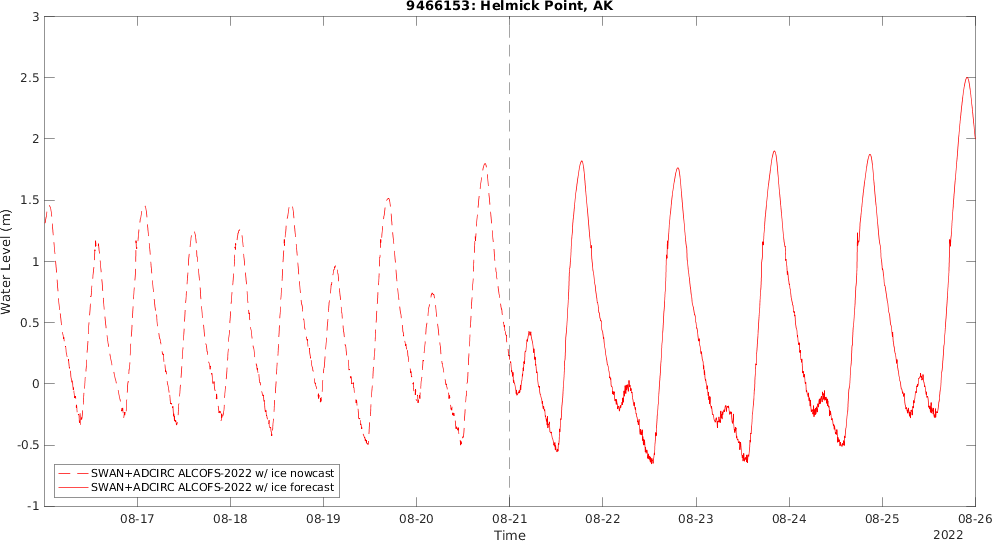 9466153: Helmick Point, AK
3
2.5
2
1.5
1
0.5
0
-0.5
-1
Water Level (m)
SWAN+ADCIRC ALCOFS-2022 w/ ice nowcast
SWAN+ADCIRC ALCOFS-2022 w/ ice forecast
08-17 08-18 08-19 08-20 08-21 08-22 08-23 08-24 08-25 08-26
Time
2022